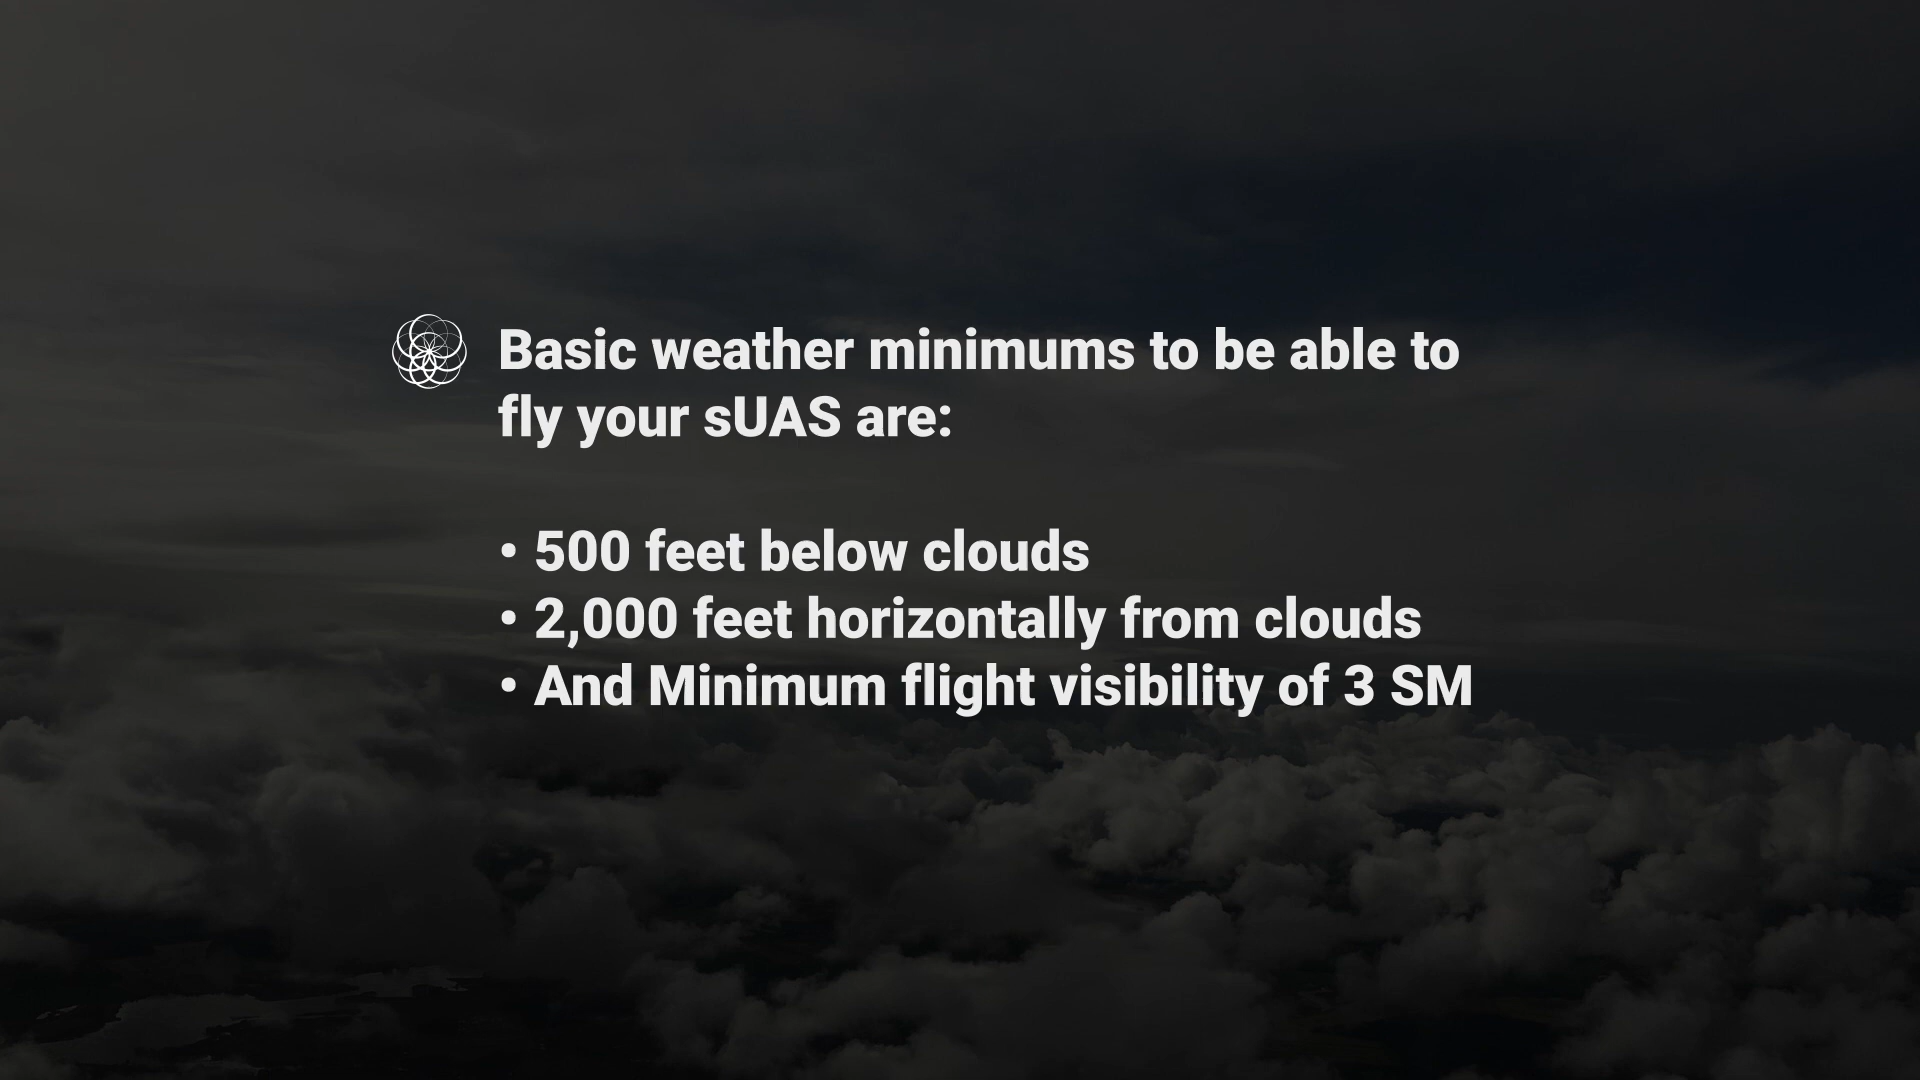 Basic weather minimums to be able to
fly your sUAS are:
• 500 feet below clouds
• 2,000 feet horizontally from clouds
• And Minimum flight visibility of 3 SM